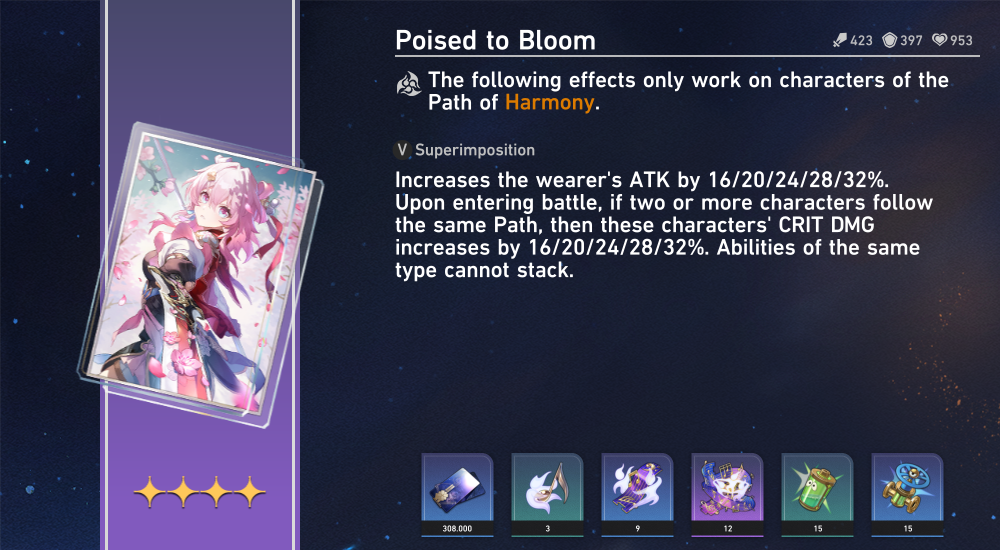 Poised to Bloom
423 397 953
The following effects only work on characters of the
Path of Harmony.
V Superimposition
Increases the wearer's ATK by 16/20/24/28/32%.
Upon entering battle, if two or more characters follow
the same Path, then these characters' CRIT DMG
increases by 16/20/24/28/32%. Abilities of the same
type cannot stack.
308.000 3 9 12 15 15